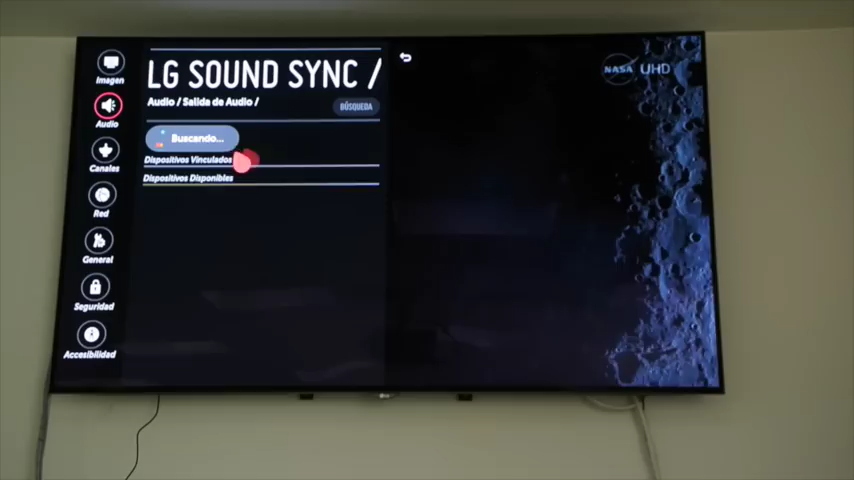 Imagen
Audio
Canales
Red
General
Seguridad
Accesibilidad
LG SOUND SYNC /
Audio / Salida de Audio /
BÚSQUEDA
Buscando...
Dispositivos Vinculados
Dispositivos Disponibles
NASA UHD